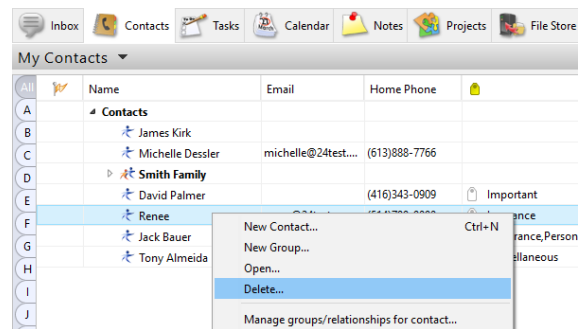 Inbox Contacts Tasks Calendar Notes Projects File Store
My Contacts
All Name Email Home Phone
A Contacts
B James Kirk
C Michelle Dessler michelle@24test.... (613)888-7766
D Smith Family
E David Palmer (416)343-0909 Important
F Renee
New Contact... Ctrl+N
G Jack Bauer
New Group...
H Tony Almeida
Open...
I Delete...
J Manage groups/relationships for contact...